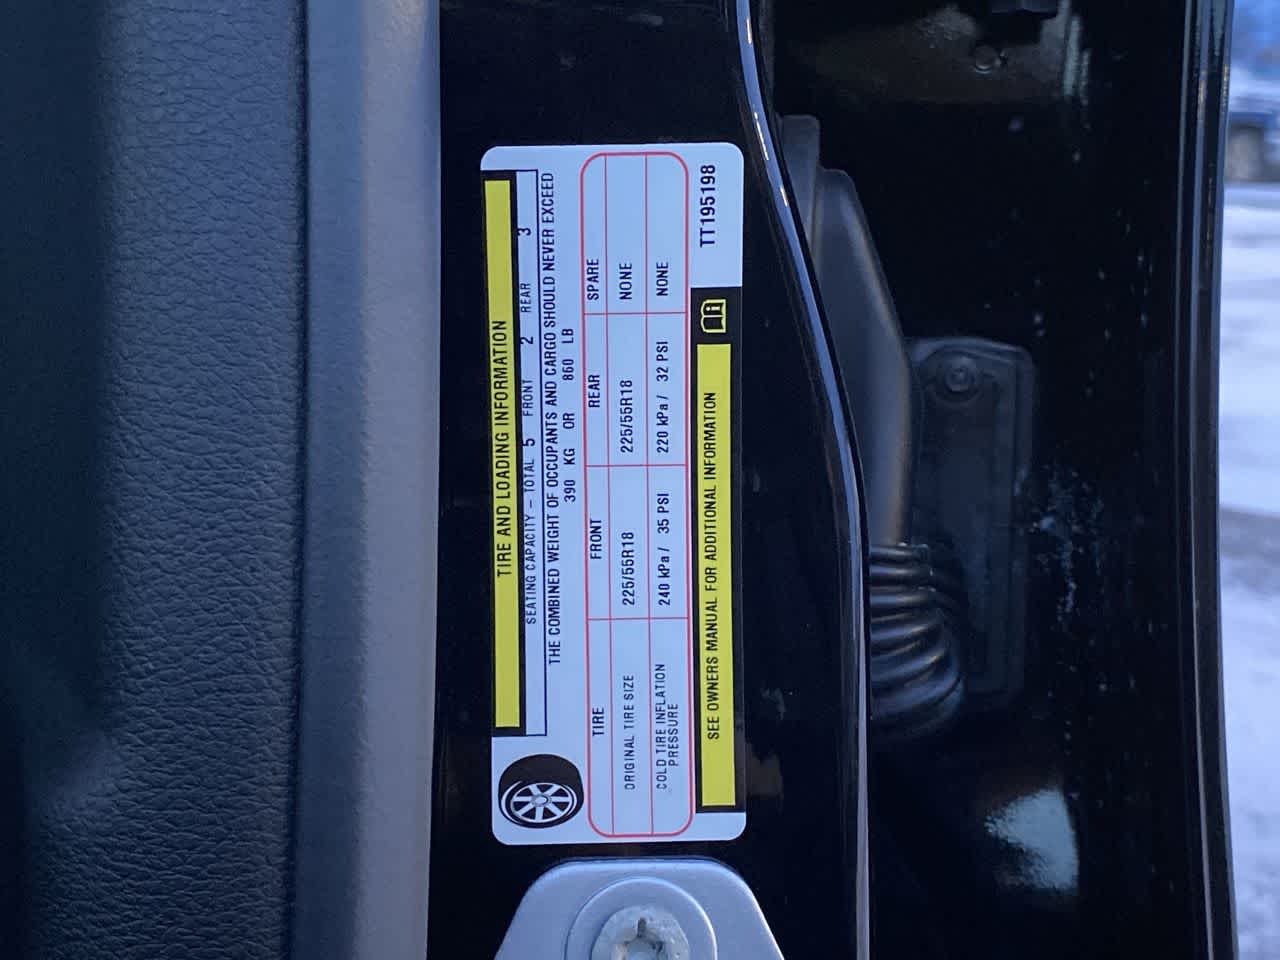 TIRE AND LOADING INFORMATION
SEATING CAPACITY – TOTAL 5 FRONT 2 REAR 3
THE COMBINED WEIGHT OF OCCUPANTS AND CARGO SHOULD NEVER EXCEED
390 KG OR 860 LB
TIRE FRONT REAR SPARE
ORIGINAL TIRE SIZE 225/55R18 225/55R18 NONE
COLD TIRE INFLATION PRESSURE 240 kPa / 35 PSI 220 kPa / 32 PSI NONE
SEE OWNERS MANUAL FOR ADDITIONAL INFORMATION
TT195198